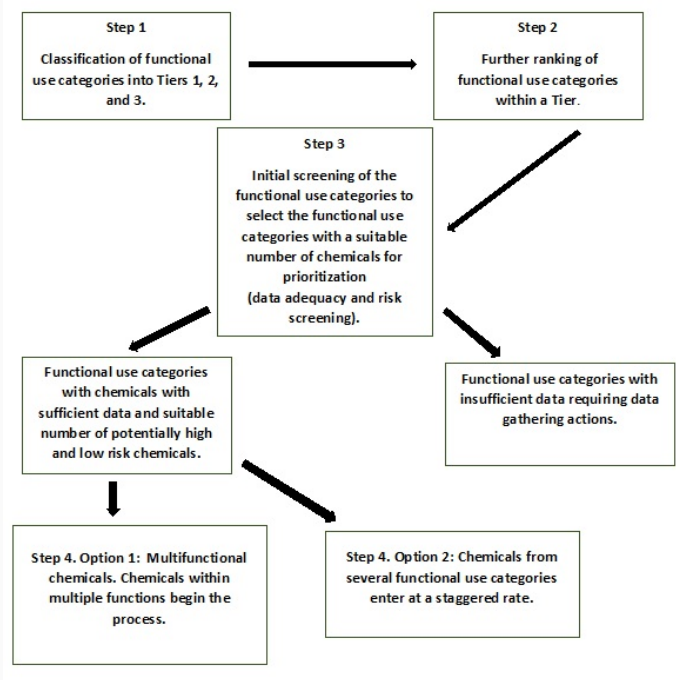 Step 1
Classification of functional
use categories into Tiers 1, 2,
and 3.
Step 2
Further ranking of
functional use categories
within a Tier.
Step 3
Initial screening of the
functional use categories to
select the functional use
categories with a suitable
number of chemicals for
prioritization
(data adequacy and risk
screening).
Functional use categories
with chemicals with
sufficient data and suitable
number of potentially high
and low risk chemicals.
Functional use categories with
insufficient data requiring data
gathering actions.
Step 4. Option 1: Multifunctional
chemicals. Chemicals within
multiple functions begin the
process.
Step 4. Option 2: Chemicals from
several functional use categories
enter at a staggered rate.